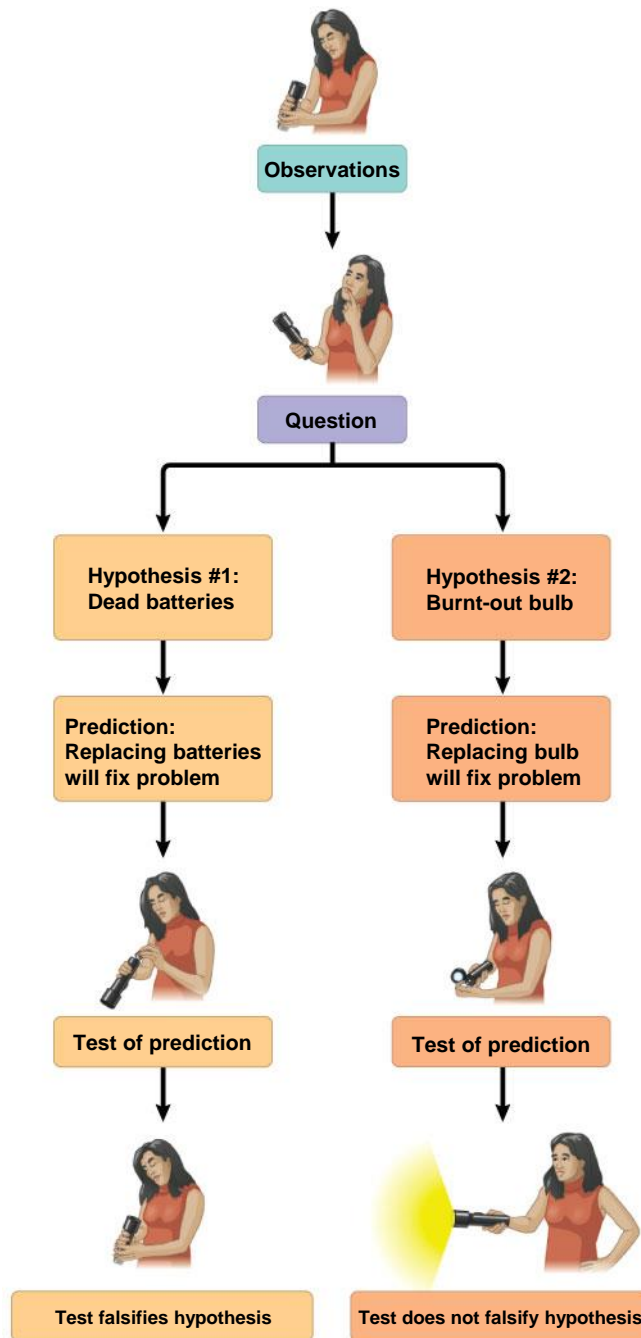 Observations
Question
Hypothesis #1:
Dead batteries
Hypothesis #2:
Burnt-out bulb
Prediction:
Replacing batteries
will fix problem
Prediction:
Replacing bulb
will fix problem
Test of prediction
Test of prediction
Test falsifies hypothesis
Test does not falsify hypothesis